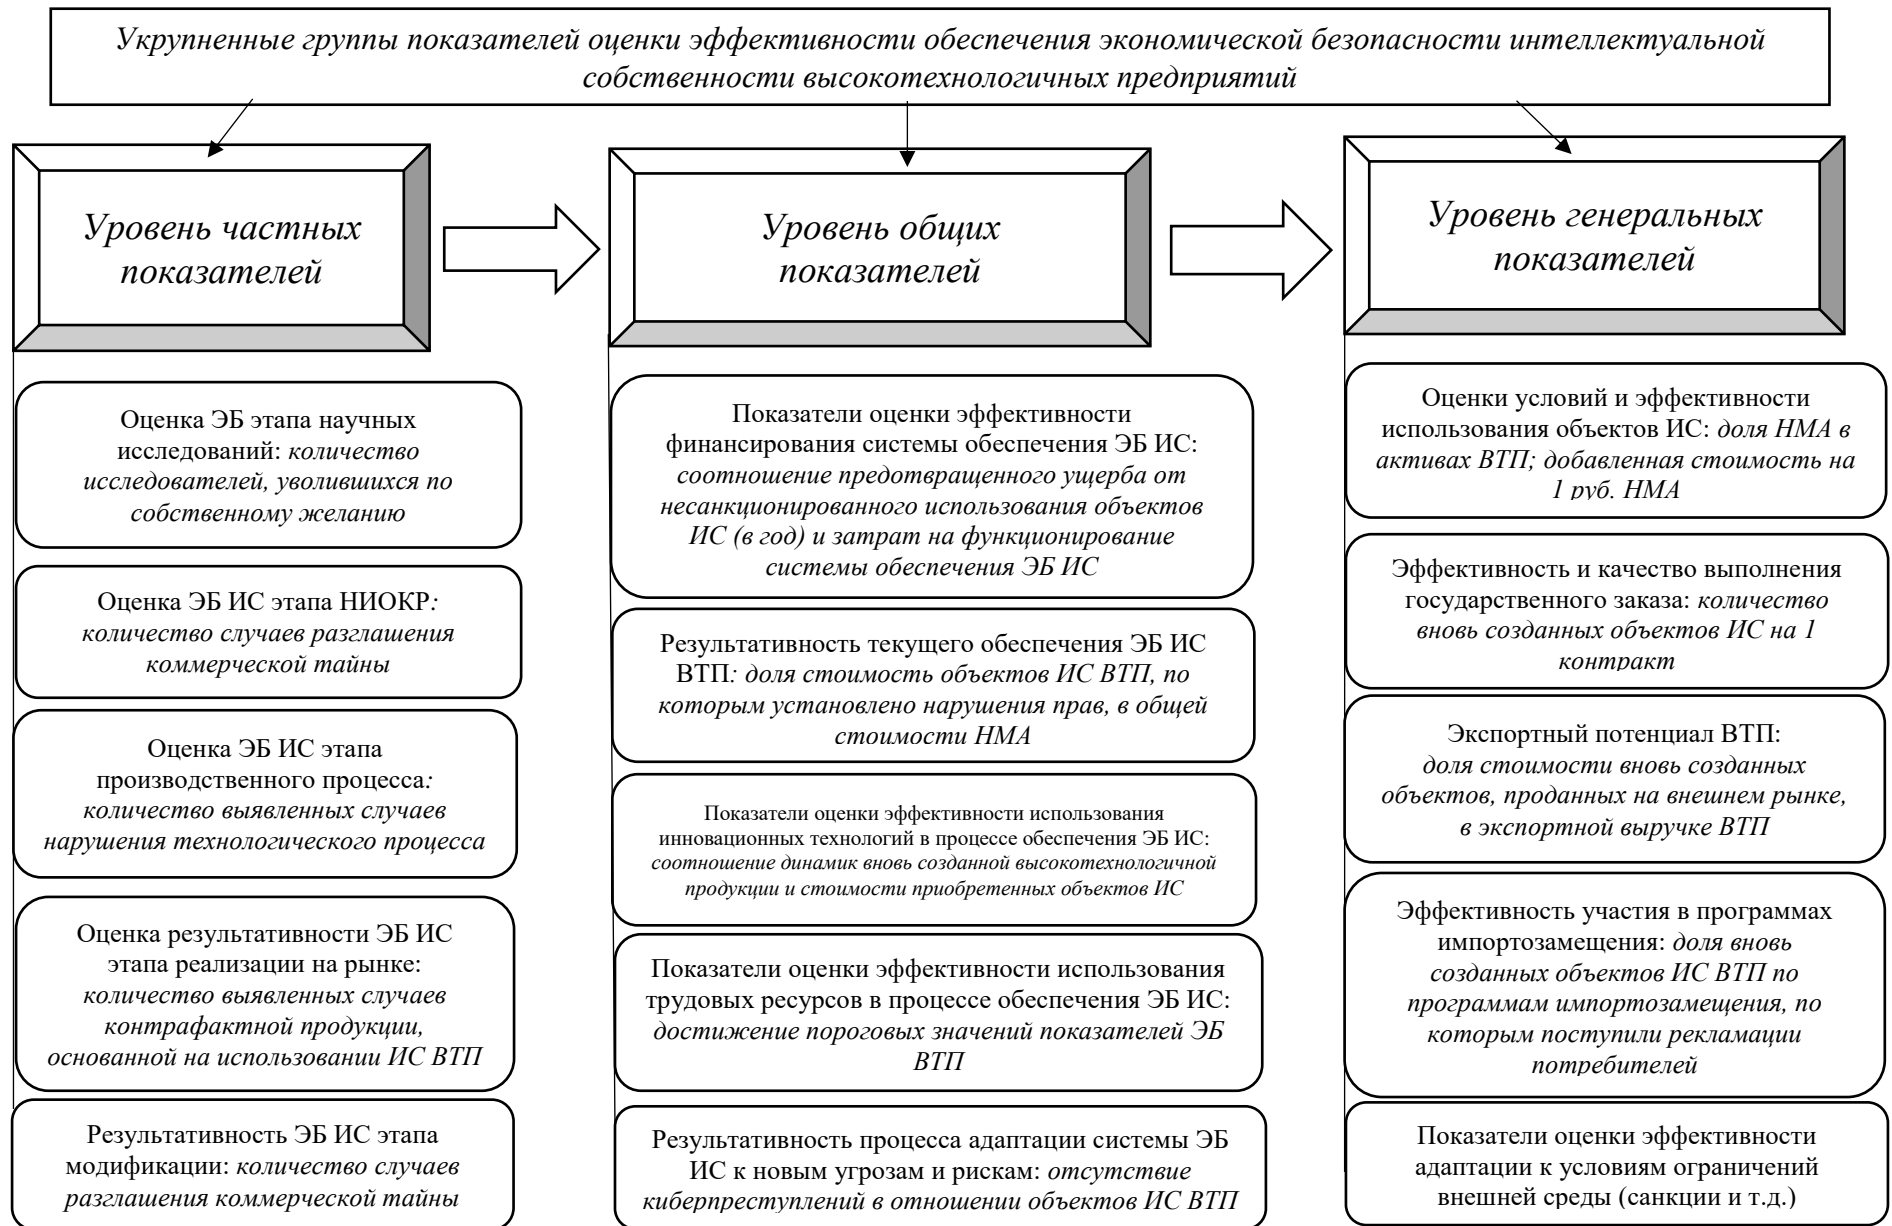 Укрупненные группы показателей оценки эффективности обеспечения экономической безопасности интеллектуальной
собственности высокотехнологичных предприятий
Уровень частных
показателей
Уровень общих
показателей
Уровень генеральных
показателей
Оценка ЭБ этапа научных
исследований: количество
исследователей, уволившихся по
собственному желанию
Оценка ЭБ ИС этапа НИОКР:
количество случаев разглашения
коммерческой тайны
Оценка ЭБ ИС этапа
производственного процесса:
количество выявленных случаев
нарушения технологического процесса
Оценка результативности ЭБ ИС
этапа реализации на рынке:
количество выявленных случаев
контрафактной продукции,
основанной на использовании ИС ВТП
Результативность ЭБ ИС этапа
модификации: количество случаев
разглашения коммерческой тайны
Показатели оценки эффективности
финансирования системы обеспечения ЭБ ИС:
соотношение предотвращенного ущерба от
несанкционированного использования объектов
ИС (в год) и затрат на функционирование
системы обеспечения ЭБ ИС
Результативность текущего обеспечения ЭБ ИС
ВТП: доля стоимость объектов ИС ВТП, по
которым установлено нарушения прав, в общей
стоимости НМА
Показатели оценки эффективности использования
инновационных технологий в процессе обеспечения ЭБ ИС:
соотношение динамик вновь созданной высокотехнологичной
продукции и стоимости приобретенных объектов ИС
Показатели оценки эффективности использования
трудовых ресурсов в процессе обеспечения ЭБ ИС:
достижение пороговых значений показателей ЭБ
ВТП
Результативность процесса адаптации системы ЭБ
ИС к новым угрозам и рискам: отсутствие
киберпреступлений в отношении объектов ИС ВТП
Оценки условий и эффективности
использования объектов ИС: доля НМА в
активах ВТП; добавленная стоимость на
1 руб. НМА
Эффективность и качество выполнения
государственного заказа: количество
вновь созданных объектов ИС на 1
контракт
Экспортный потенциал ВТП:
доля стоимости вновь созданных
объектов, проданных на внешнем рынке,
в экспортной выручке ВТП
Эффективность участия в программах
импортозамещения: доля вновь
созданных объектов ИС ВТП по
программам импортозамещения, по
которым поступили рекламации
потребителей
Показатели оценки эффективности
адаптации к условиям ограничений
внешней среды (санкции и т.д.)